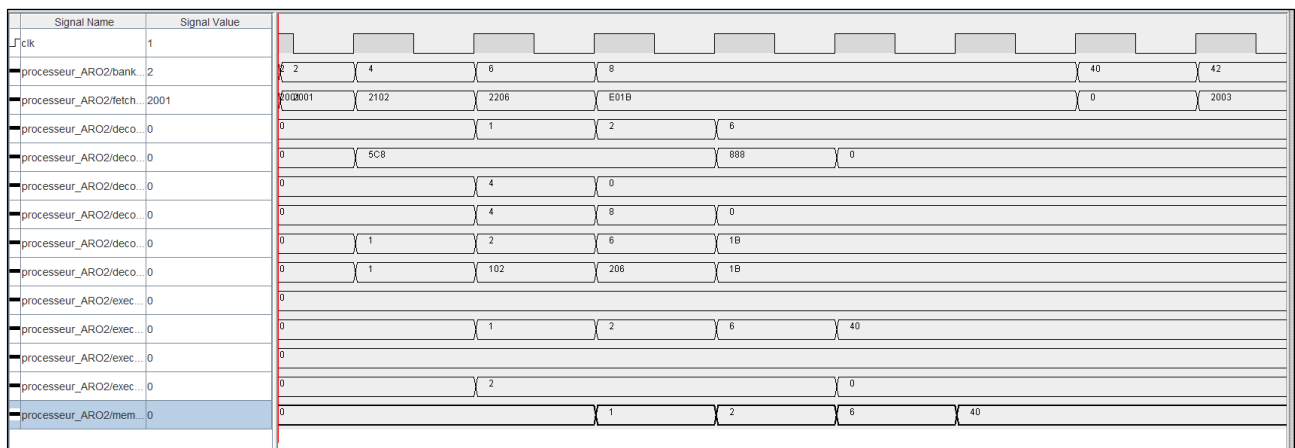 Signal Name Signal Value
clk 1
processeur_ARO2/bank... 2 2 4 6 8 40 42
processeur_ARO2/fetch... 2001 2001 2102 2206 E01B 0 2003
processeur_ARO2/deco... 0 0 1 2 6
processeur_ARO2/deco... 0 0 5C8 888 0
processeur_ARO2/deco... 0 0 4 0
processeur_ARO2/deco... 0 0 4 8 0
processeur_ARO2/deco... 0 0 1 2 6 1B
processeur_ARO2/deco... 0 0 1 102 206 1B
processeur_ARO2/exec... 0 0
processeur_ARO2/exec... 0 0 1 2 6 40
processeur_ARO2/exec... 0 0
processeur_ARO2/exec... 0 0 2 0
processeur_ARO2/mem... 0 0 1 2 6 40